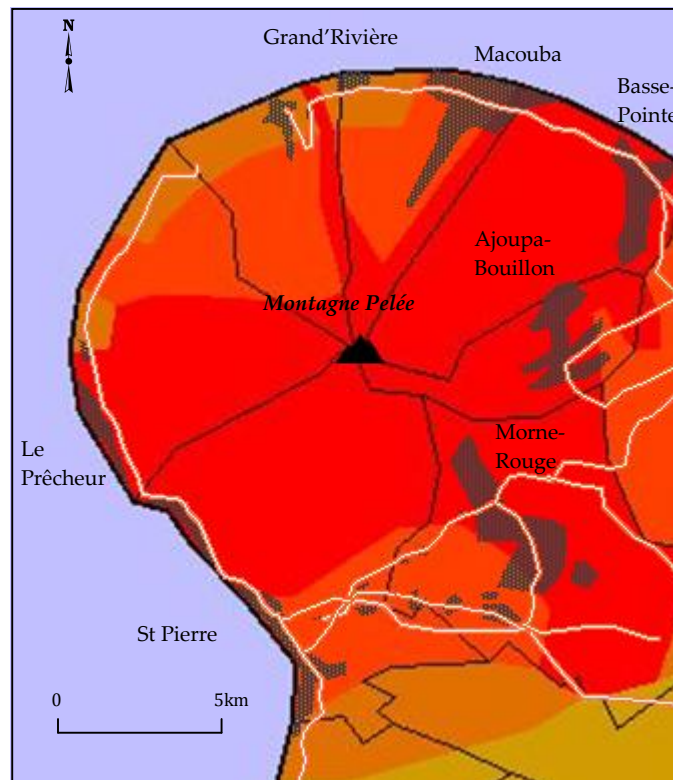 N
Grand'Rivière
Macouba
Basse-
Pointe
Ajoupa-
Bouillon
Montagne Pelée
Morne-
Rouge
Le
Prêcheur
St Pierre
0 5km